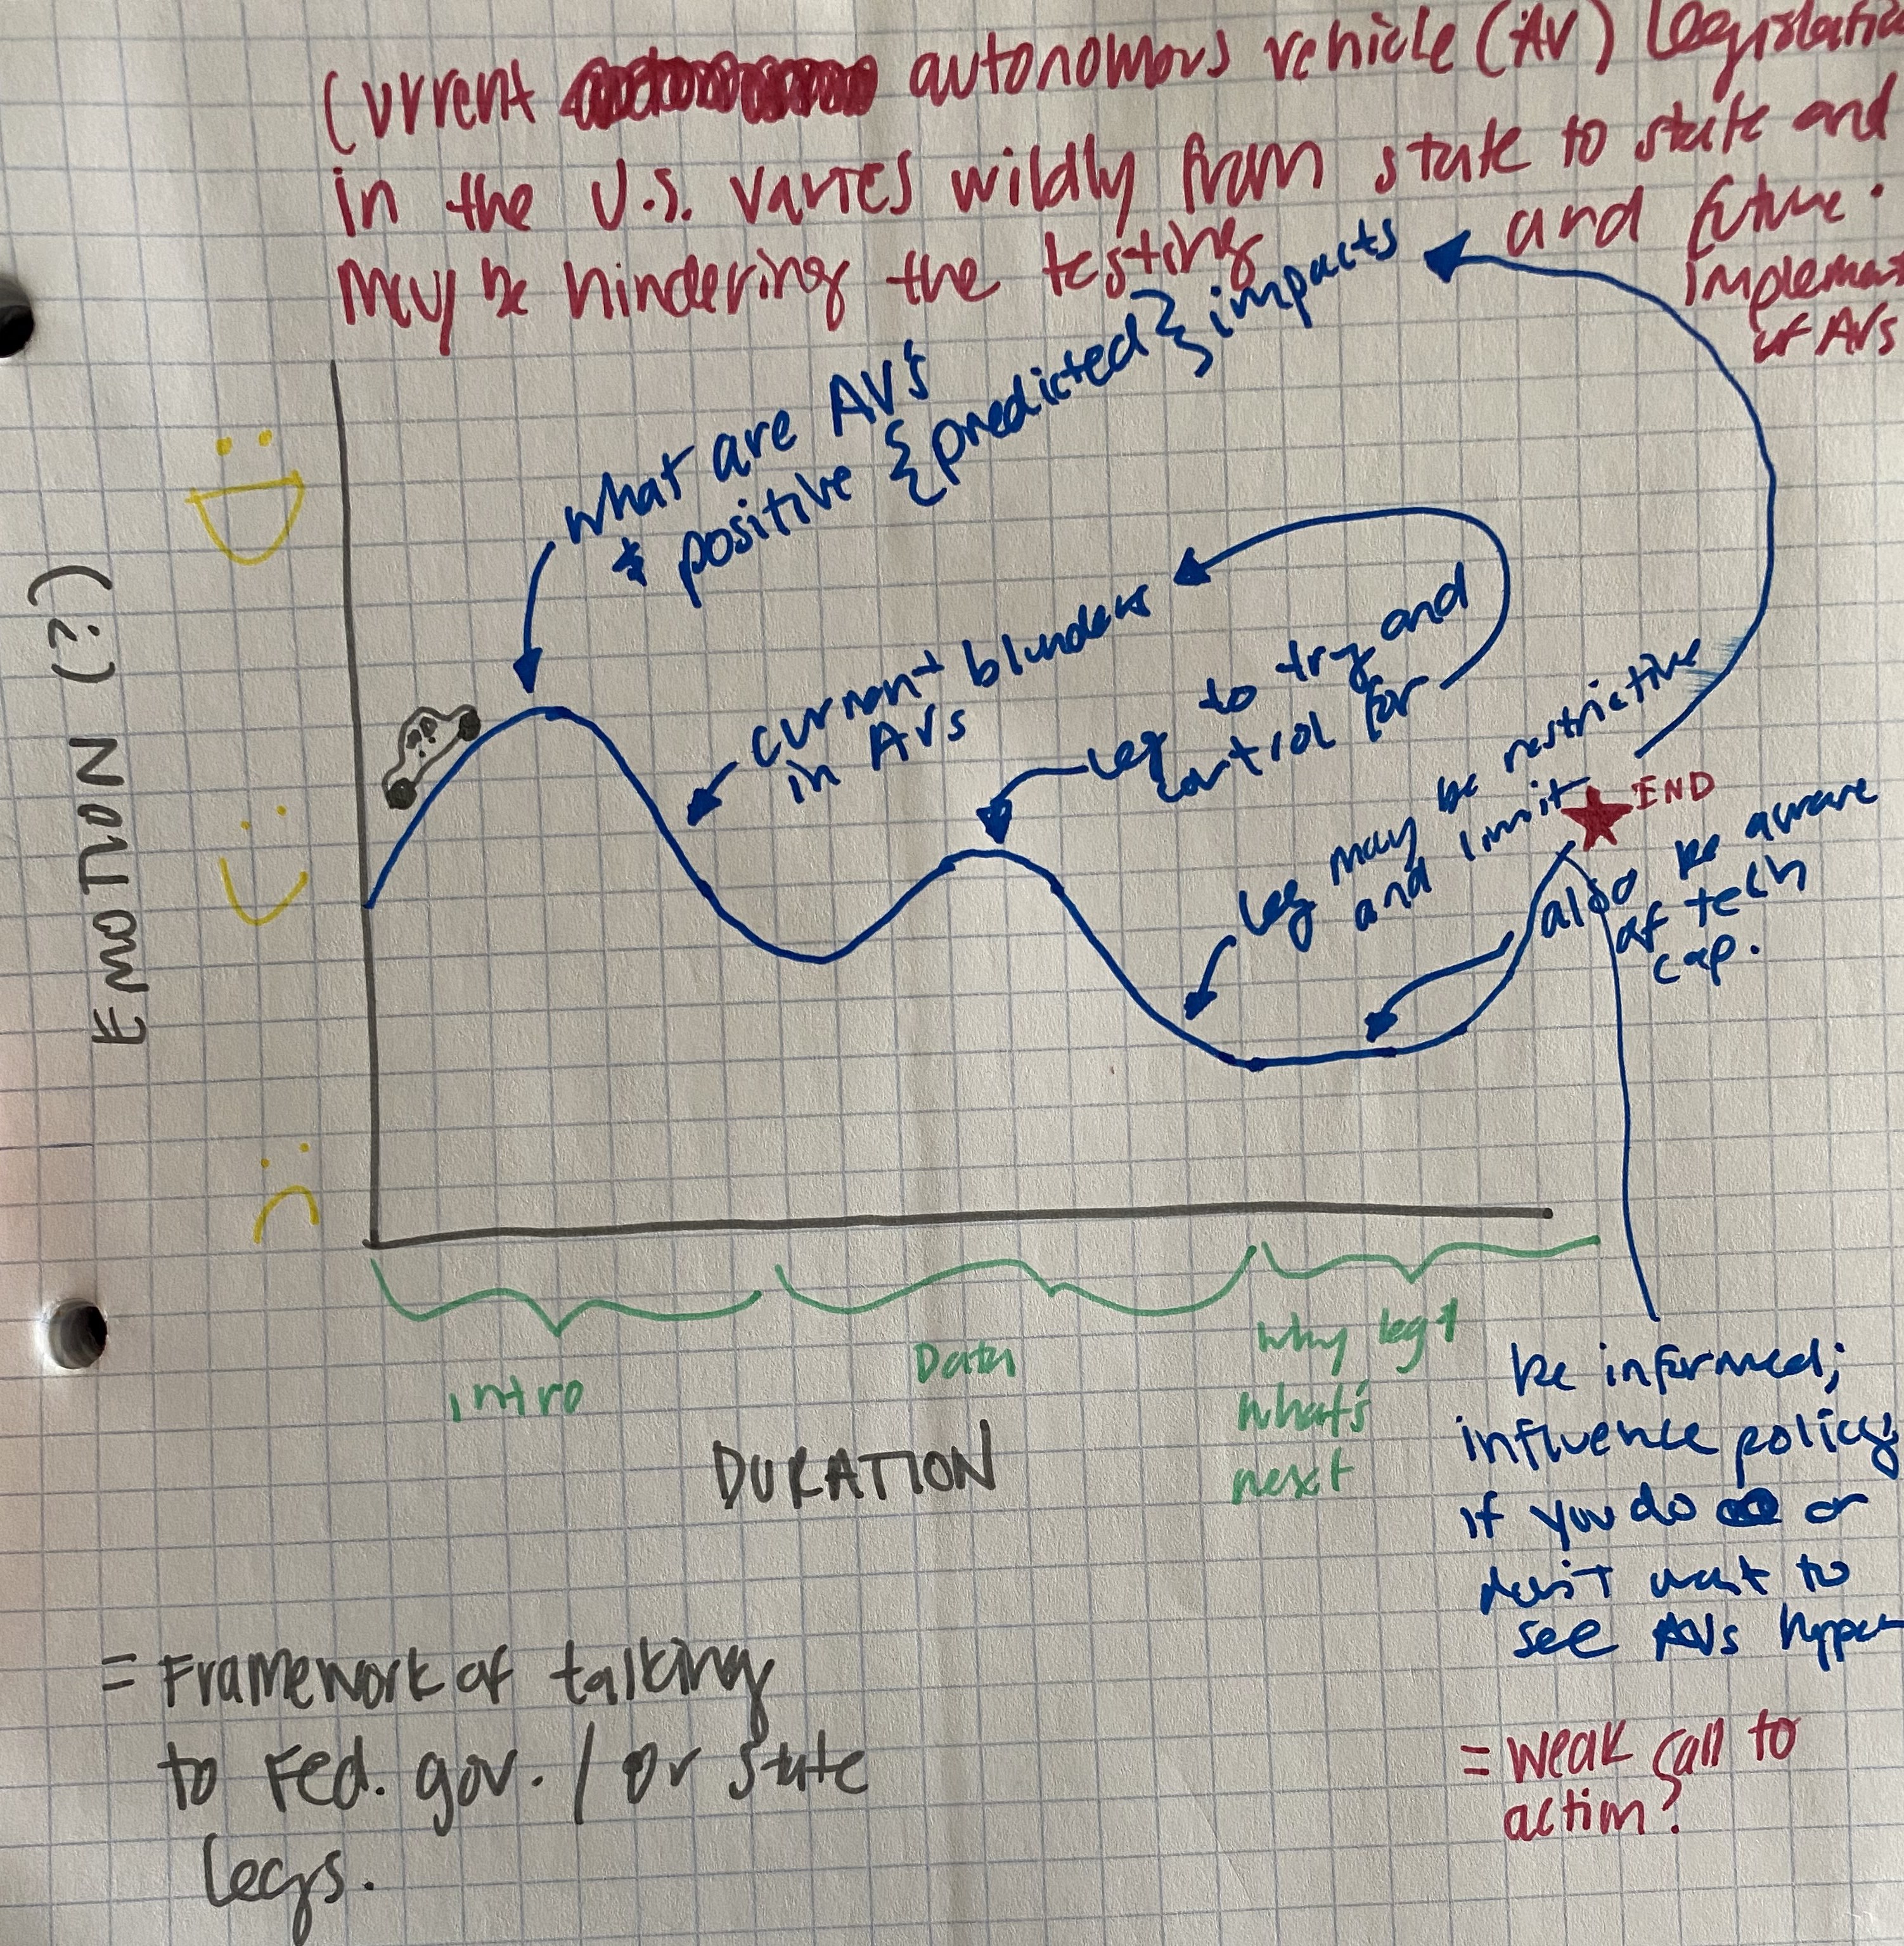 Current autonomous vehicle (AV) Legislatio
in the U.S. varies wildly from state to state and
may be hindering the testing and future
implemen
of AVs
what are AVs
& positive {predicted} impacts
current blunders
in AVs
leg to try and
control for
leg may be restrictive
and limit
END
also be aware
of tech
cap.
EMOTION (?)
intro
Data
why leg?
what's
next
DURATION
be informed;
influence policy
if you do or
don't want to
see AVs happen
= Framework of talking
to Fed. gov. / or state
legs.
= weak call to
action?